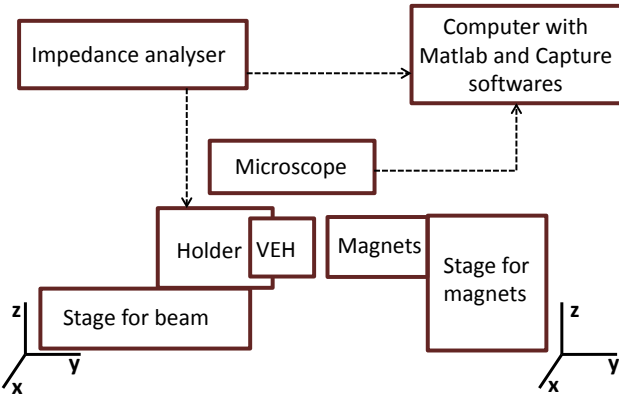 Impedance analyser
Computer with
Matlab and Capture
softwares
Microscope
Holder
VEH
Magnets
Stage for
magnets
Stage for beam
z
y
x
z
y
x